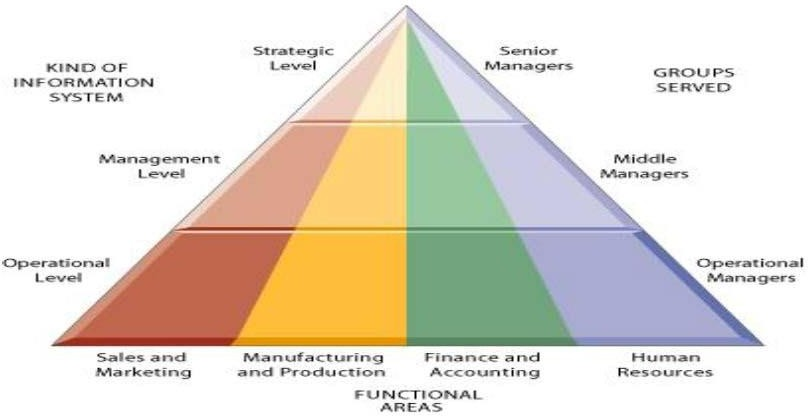 Strategic
Level
Senior
Managers
KIND OF
INFORMATION
SYSTEM
GROUPS
SERVED
Management
Level
Middle
Managers
Operational
Level
Operational
Managers
Sales and
Marketing
Manufacturing
and Production
Finance and
Accounting
Human
Resources
FUNCTIONAL
AREAS